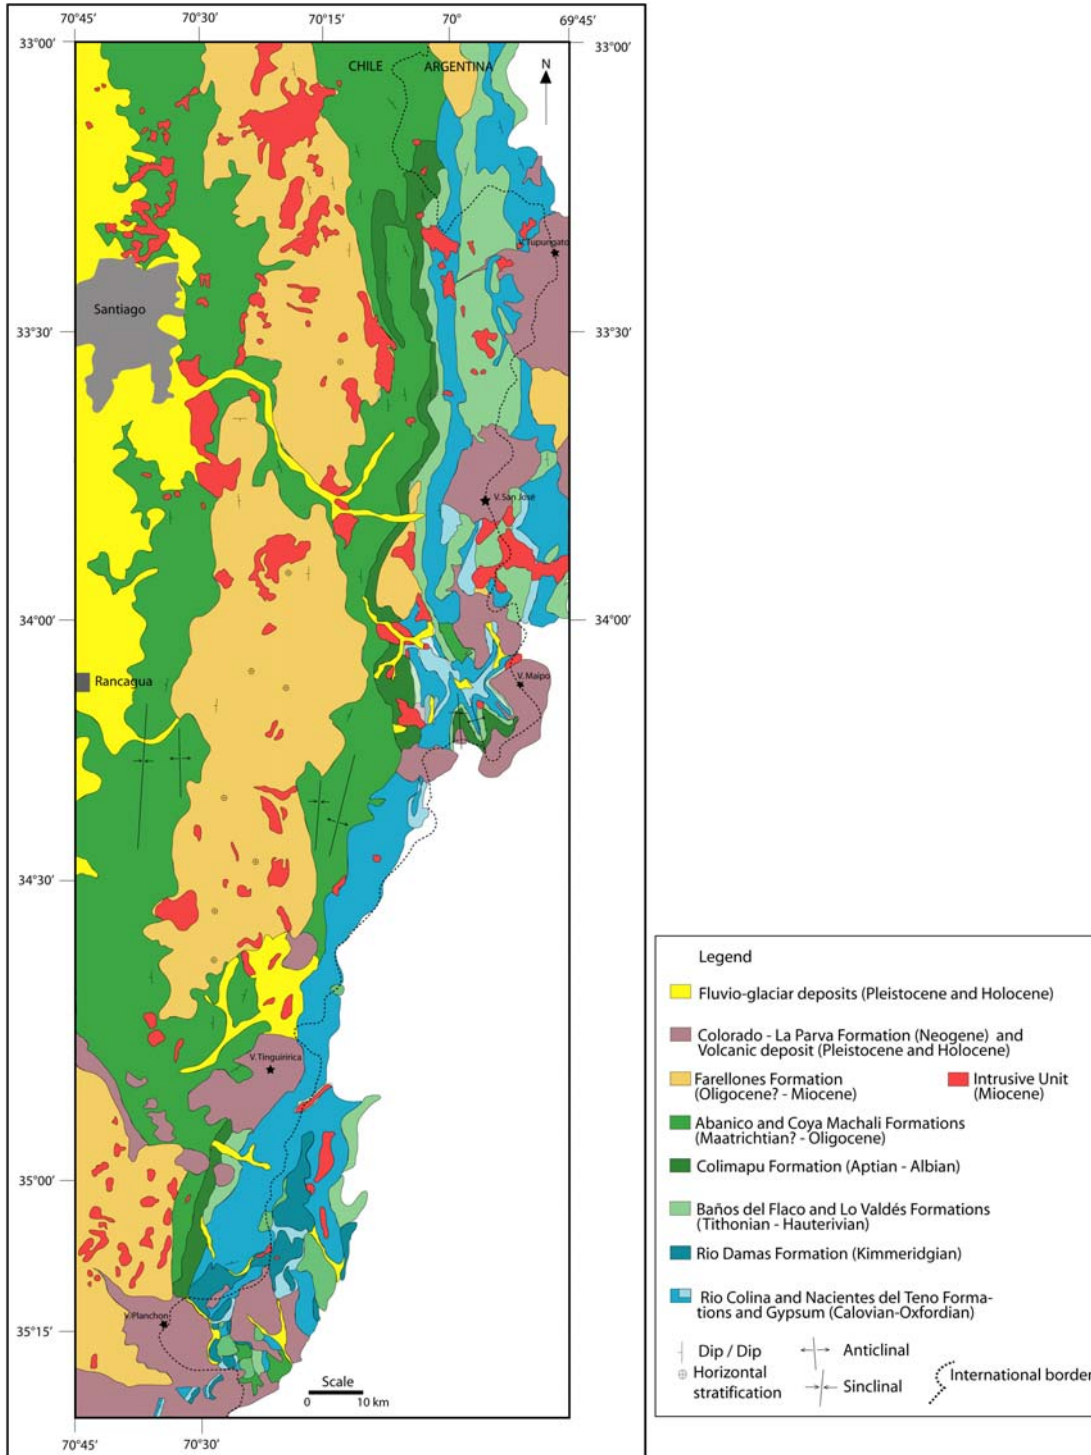 70°45' 70°30' 70°15' 70° 69°45'
33°00' 33°00'
CHILE ARGENTINA
N
V.Tupungato
Santiago
33°30' 33°30'
V.San José
34°00' 34°00'
Rancagua
V. Maipo
34°30'
V.Tinguiririca
35°00'
V.Planchon
35°15'
Scale
0 10 km
70°45' 70°30'
Legend
Fluvio-glaciar deposits (Pleistocene and Holocene)
Colorado - La Parva Formation (Neogene) and
Volcanic deposit (Pleistocene and Holocene)
Farellones Formation
(Oligocene? - Miocene)
Intrusive Unit
(Miocene)
Abanico and Coya Machali Formations
(Maatrichtian? - Oligocene)
Colimapu Formation (Aptian - Albian)
Baños del Flaco and Lo Valdés Formations
(Tithonian - Hauterivian)
Rio Damas Formation (Kimmeridgian)
Rio Colina and Nacientes del Teno Forma-
tions and Gypsum (Calovian-Oxfordian)
Dip / Dip
Anticlinal
Horizontal
stratification
Sinclinal
International border